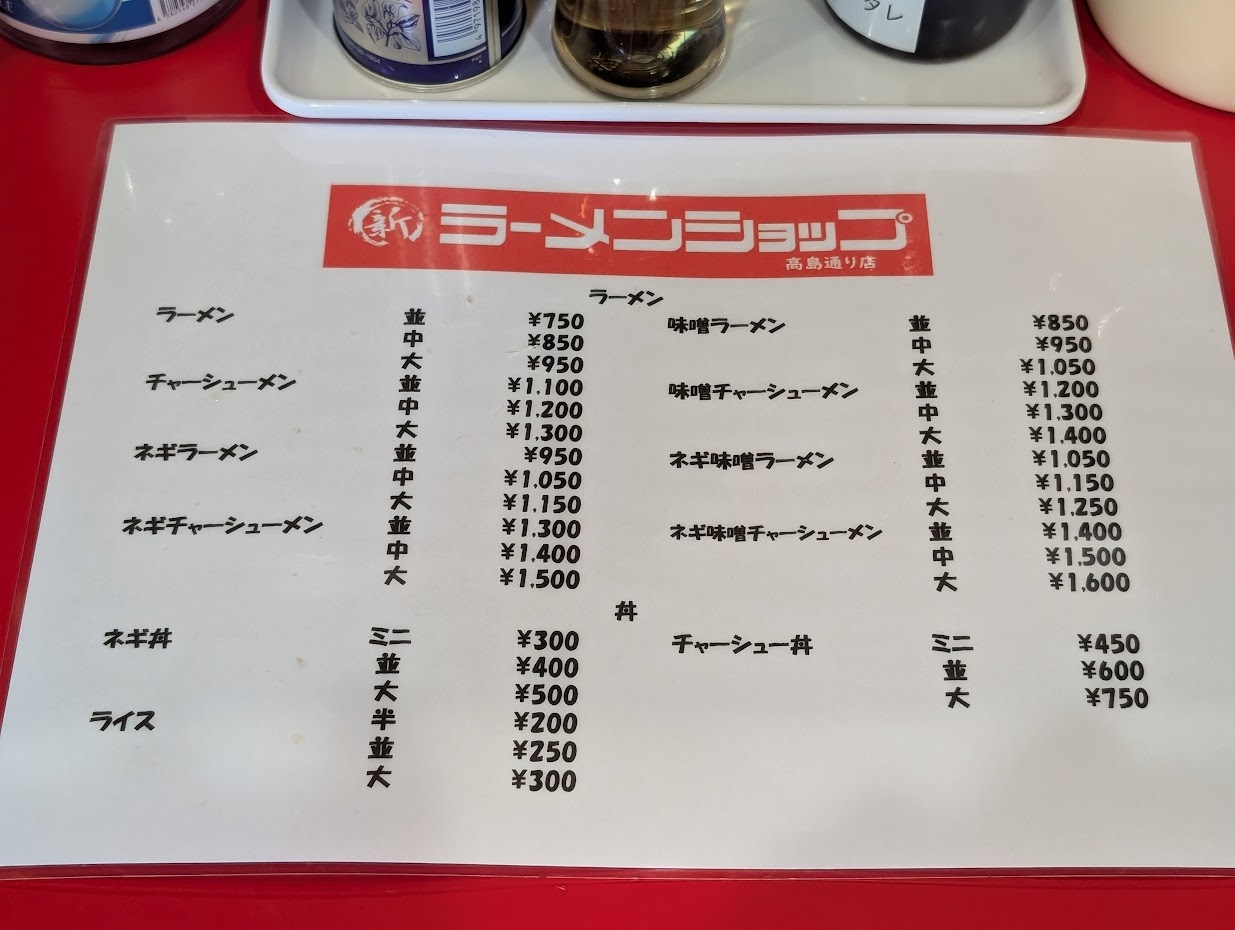 タレ
新 ラーメンショップ
高島通り店
ラーメン
ラーメン 並 ¥750
中 ¥850
大 ¥950
チャーシューメン 並 ¥1,100
中 ¥1,200
大 ¥1,300
ネギラーメン 並 ¥950
中 ¥1,050
大 ¥1,150
ネギチャーシューメン 並 ¥1,300
中 ¥1,400
大 ¥1,500
味噌ラーメン 並 ¥850
中 ¥950
大 ¥1,050
味噌チャーシューメン 並 ¥1,200
中 ¥1,300
大 ¥1,400
ネギ味噌ラーメン 並 ¥1,050
中 ¥1,150
大 ¥1,250
ネギ味噌チャーシューメン 並 ¥1,400
中 ¥1,500
大 ¥1,600
丼
ネギ丼 ミニ ¥300
並 ¥400
大 ¥500
ライス 半 ¥200
並 ¥250
大 ¥300
チャーシュー丼 ミニ ¥450
並 ¥600
大 ¥750